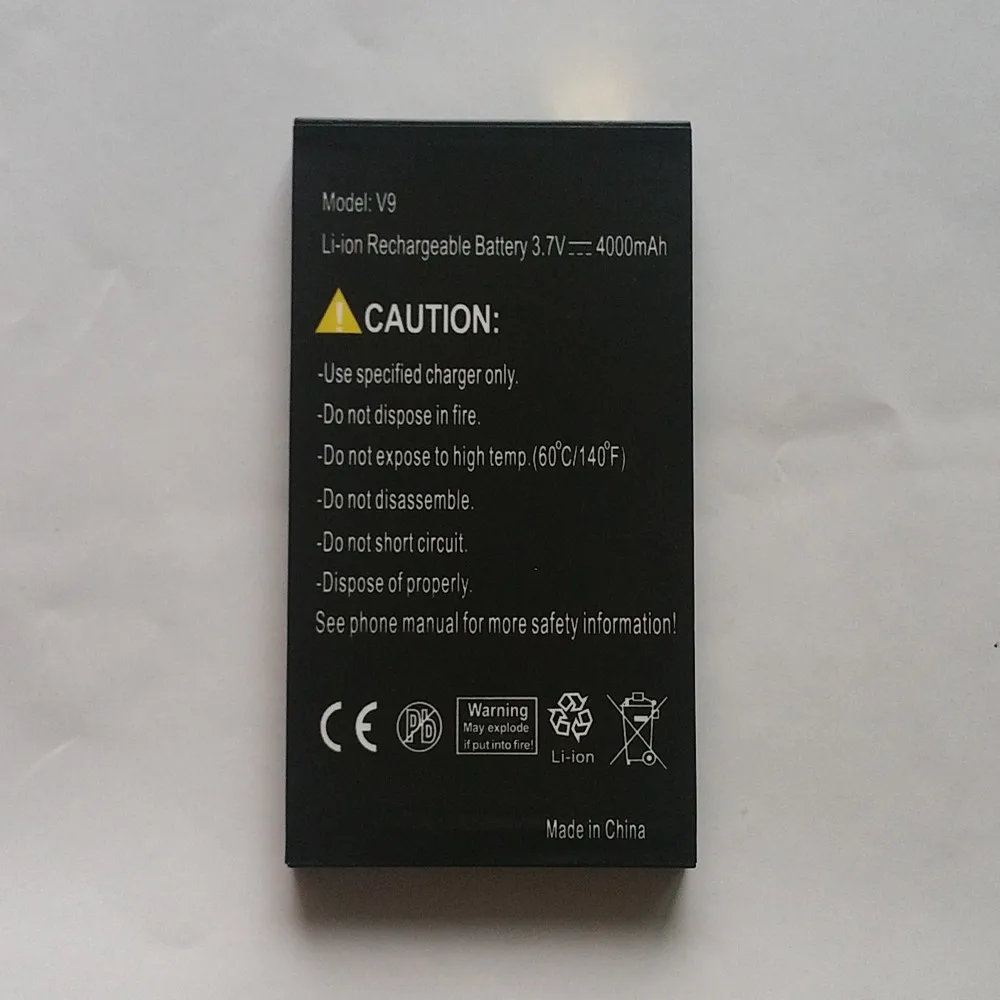 Model: V9
Li-ion Rechargeable Battery 3.7V⎓ 4000mAh
! CAUTION:
-Use specified charger only.
-Do not dispose in fire.
-Do not expose to high temp.(60°C/140°F)
-Do not disassemble.
-Do not short circuit.
-Dispose of properly.
See phone manual for more safety information!
CE Pb
Warning
May explode
if put into fire!
Li-ion
Made in China